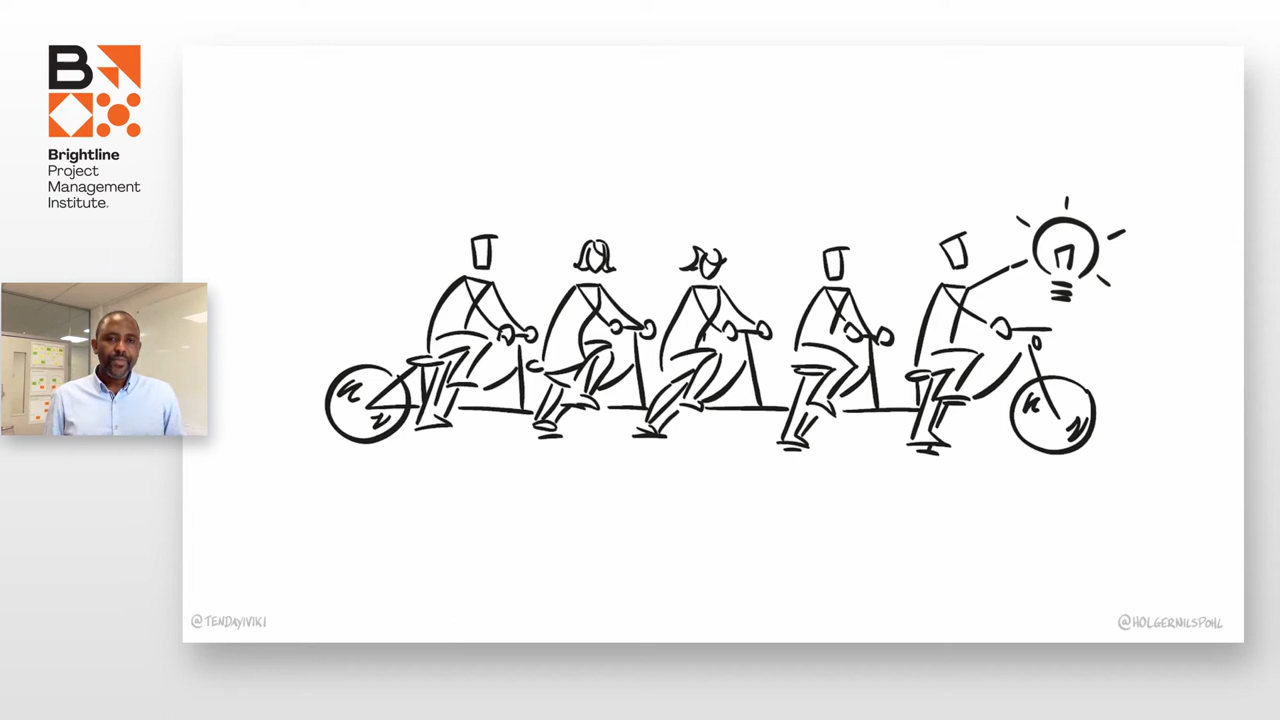 B
Brightline
Project
Management
Institute.
@TENDAYIVIKI
@HOLGERNILSPOHL